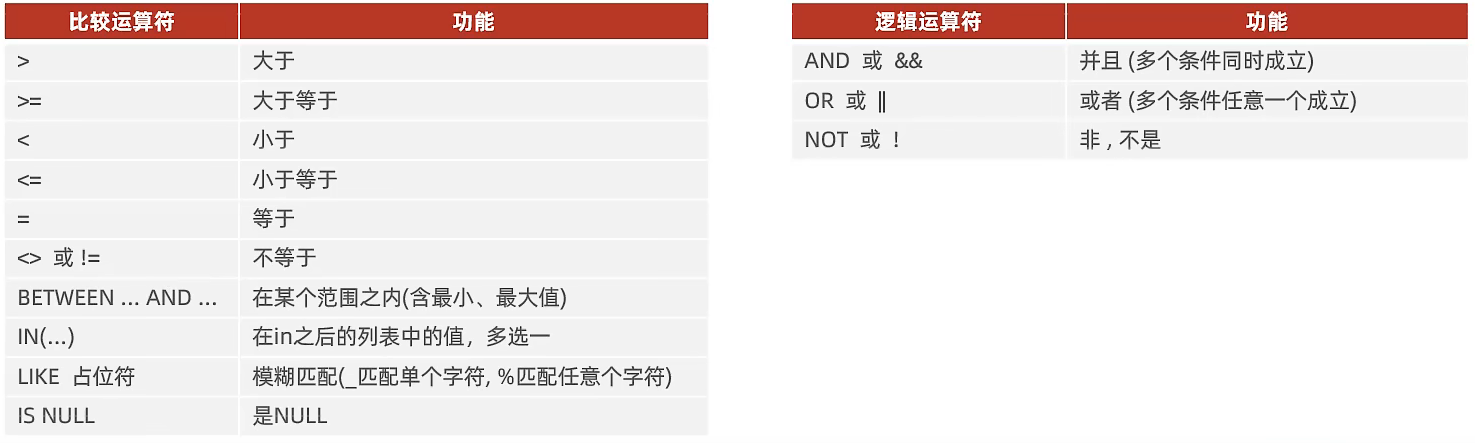 比较运算符 功能
> 大于
>= 大于等于
< 小于
<= 小于等于
= 等于
<> 或 != 不等于
BETWEEN ... AND ... 在某个范围之内(含最小、最大值)
IN(...) 在in之后的列表中的值，多选一
LIKE 占位符 模糊匹配(_匹配单个字符, %匹配任意个字符)
IS NULL 是NULL
逻辑运算符 功能
AND 或 && 并且 (多个条件同时成立)
OR 或 || 或者 (多个条件任意一个成立)
NOT 或 ! 非 , 不是